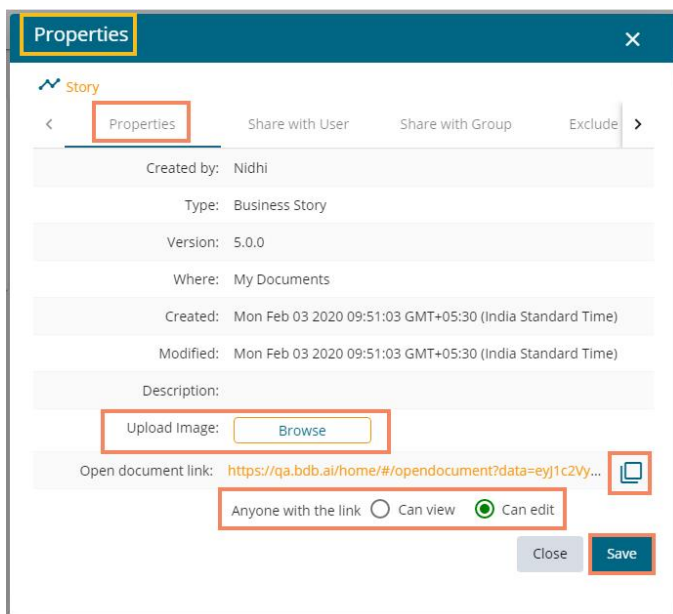 Properties
Story
Properties Share with User Share with Group Exclude
Created by: Nidhi
Type: Business Story
Version: 5.0.0
Where: My Documents
Created: Mon Feb 03 2020 09:51:03 GMT+05:30 (India Standard Time)
Modified: Mon Feb 03 2020 09:51:03 GMT+05:30 (India Standard Time)
Description:
Upload Image: Browse
Open document link: https://qa.bdb.ai/home/#/opendocument?data=eyJ1c2Vy...
Anyone with the link Can view Can edit
Close Save